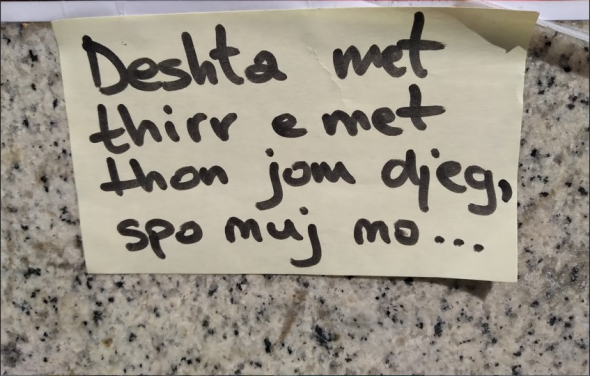 Deshta met
thirr e met
thon jom djeg,
spo muj mo...